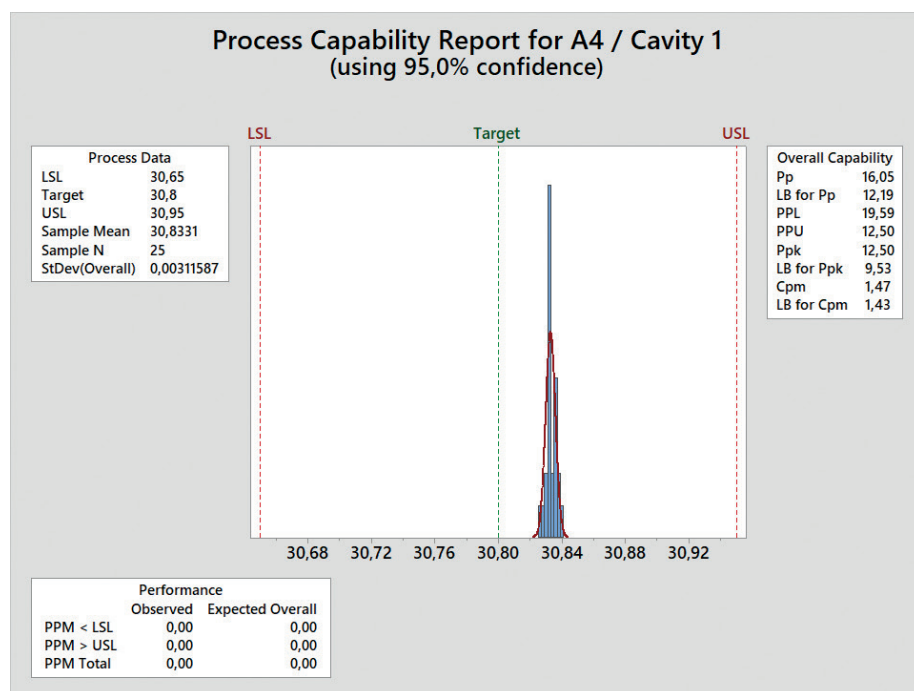 Process Capability Report for A4 / Cavity 1
(using 95,0% confidence)
LSL Target USL
Process Data
LSL 30,65
Target 30,8
USL 30,95
Sample Mean 30,8331
Sample N 25
StDev(Overall) 0,00311587
Overall Capability
Pp 16,05
LB for Pp 12,19
PPL 19,59
PPU 12,50
Ppk 12,50
LB for Ppk 9,53
Cpm 1,47
LB for Cpm 1,43
30,68 30,72 30,76 30,80 30,84 30,88 30,92
Performance
Observed Expected Overall
PPM < LSL 0,00 0,00
PPM > USL 0,00 0,00
PPM Total 0,00 0,00